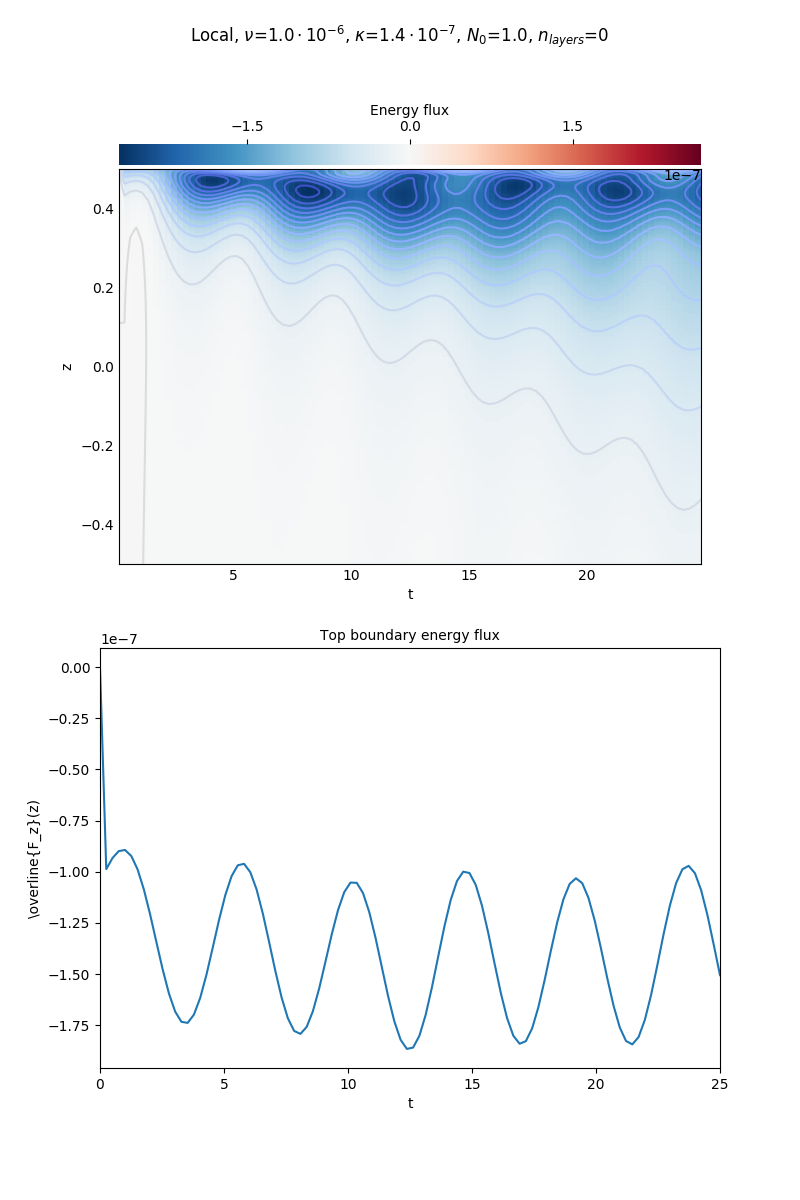 Local, ν=1.0 · 10⁻⁶, κ=1.4 · 10⁻⁷, N₀=1.0, n_layers=0
Energy flux
−1.5 0.0 1.5
1e−7
0.4
0.2
0.0
−0.2
−0.4
z
5 10 15 20
t
Top boundary energy flux
1e−7
0.00
−0.25
−0.50
−0.75
−1.00
−1.25
−1.50
−1.75
\overline{F_z}(z)
0 5 10 15 20 25
t